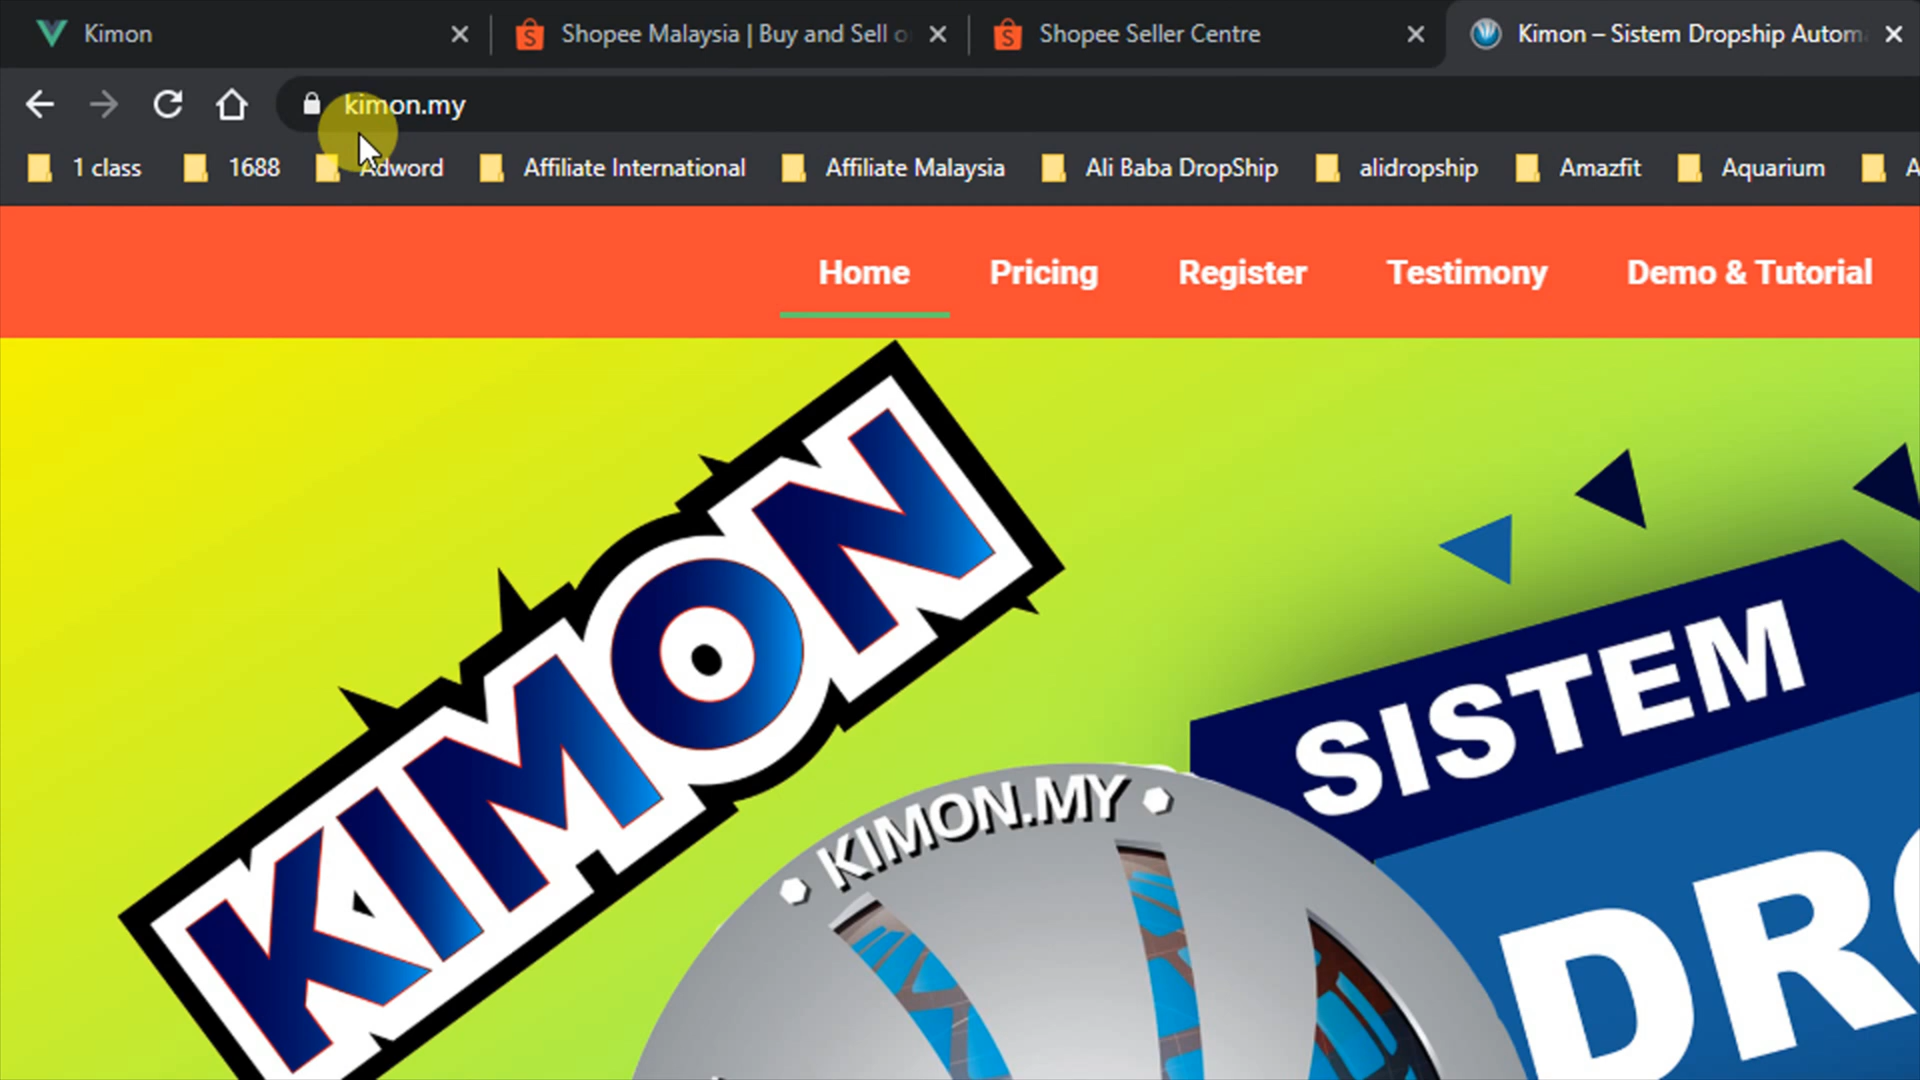 Kimon
Shopee Malaysia | Buy and Sell o
Shopee Seller Centre
Kimon – Sistem Dropship Autom
kimon.my
1 class
1688
Adword
Affiliate International
Affiliate Malaysia
Ali Baba DropShip
alidropship
Amazfit
Aquarium
A
Home
Pricing
Register
Testimony
Demo & Tutorial
KIMON
SISTEM
• KIMON.MY •
DRO